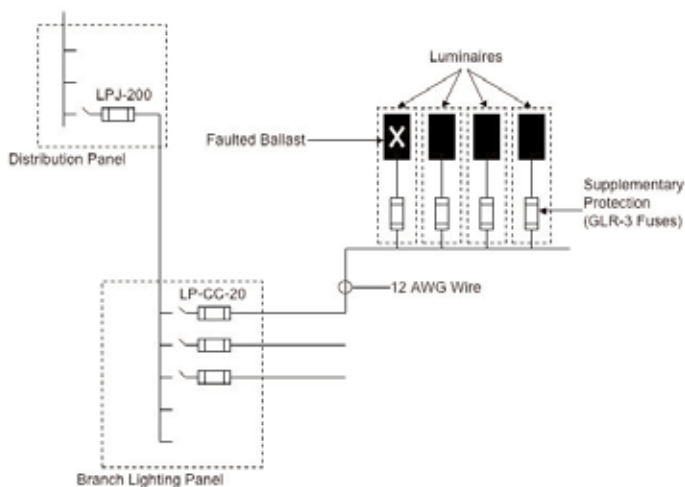 LPJ-200
Distribution Panel
Luminaires
Faulted Ballast
X
Supplementary
Protection
(GLR-3 Fuses)
LP-CC-20
12 AWG Wire
Branch Lighting Panel